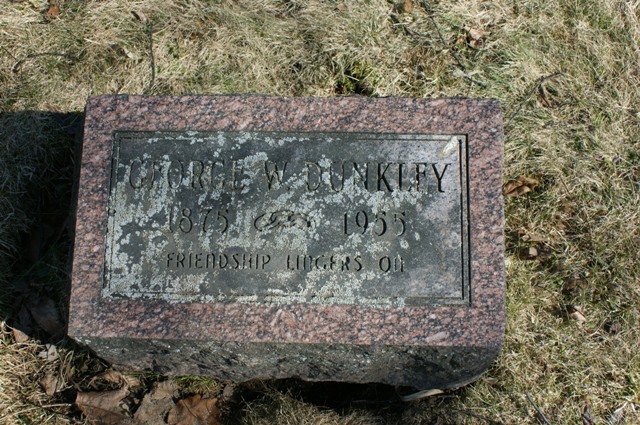 GEORGE W. DUNKLEY
1875 1955
FRIENDSHIP LINGERS ON